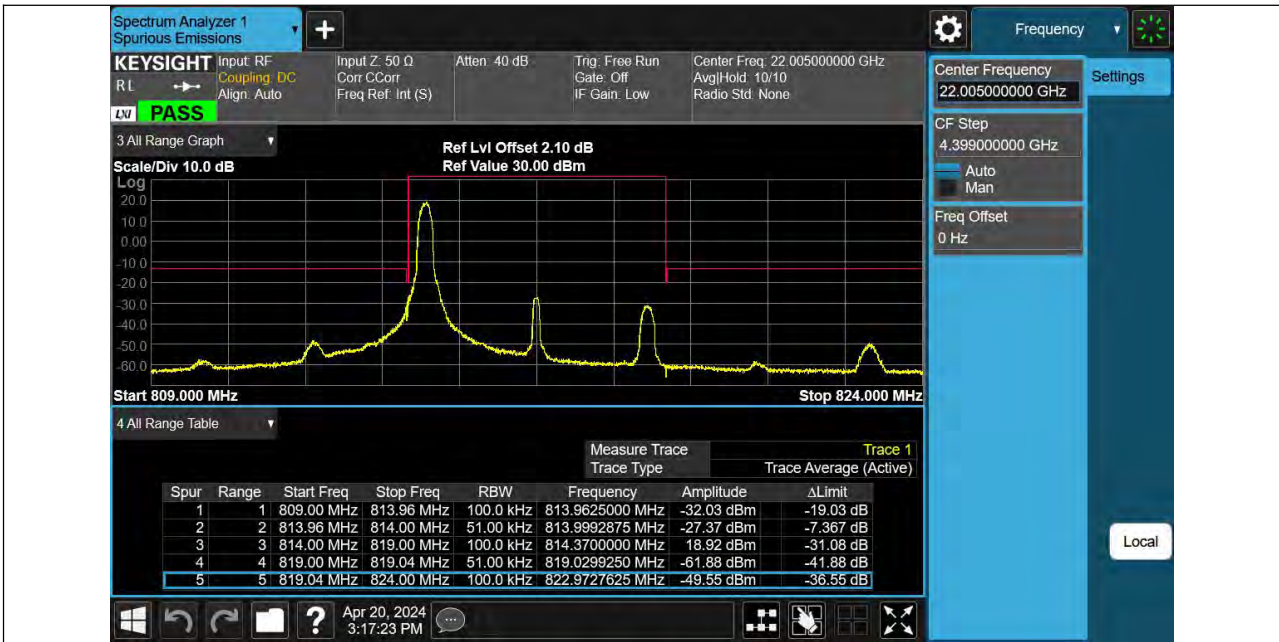 Spectrum Analyzer 1
Spurious Emissions
+
Frequency
KEYSIGHT Input: RF Input Z: 50 Ω Atten: 40 dB Trig: Free Run Center Freq: 22.005000000 GHz
RL Coupling: DC Corr CCorr Gate: Off Avg|Hold: 10/10
Align: Auto Freq Ref: Int (S) IF Gain: Low Radio Std: None
LXI PASS
3 All Range Graph
Ref Lvl Offset 2.10 dB
Scale/Div 10.0 dB Ref Value 30.00 dBm
Log
20.0
10.0
0.00
-10.0
-20.0
-30.0
-40.0
-50.0
-60.0
Start 809.000 MHz Stop 824.000 MHz
4 All Range Table
Measure Trace Trace 1
Trace Type Trace Average (Active)
Spur Range Start Freq Stop Freq RBW Frequency Amplitude ΔLimit
1 1 809.00 MHz 813.96 MHz 100.0 kHz 813.9625000 MHz -32.03 dBm -19.03 dB
2 2 813.96 MHz 814.00 MHz 51.00 kHz 813.9992875 MHz -27.37 dBm -7.367 dB
3 3 814.00 MHz 819.00 MHz 100.0 kHz 814.3700000 MHz 18.92 dBm -31.08 dB
4 4 819.00 MHz 819.04 MHz 51.00 kHz 819.0299250 MHz -61.88 dBm -41.88 dB
5 5 819.04 MHz 824.00 MHz 100.0 kHz 822.9727625 MHz -49.55 dBm -36.55 dB
Center Frequency
22.005000000 GHz
Settings
CF Step
4.399000000 GHz
Auto
Man
Freq Offset
0 Hz
Local
? Apr 20, 2024
3:17:23 PM